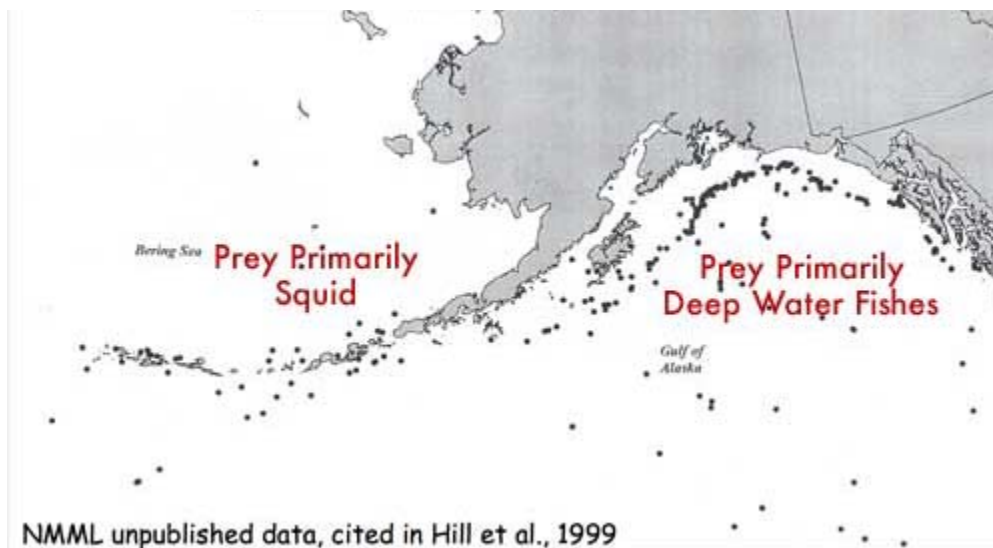 Bering Sea
Prey Primarily
Squid
Prey Primarily
Deep Water Fishes
Gulf of
Alaska
NMML unpublished data, cited in Hill et al., 1999